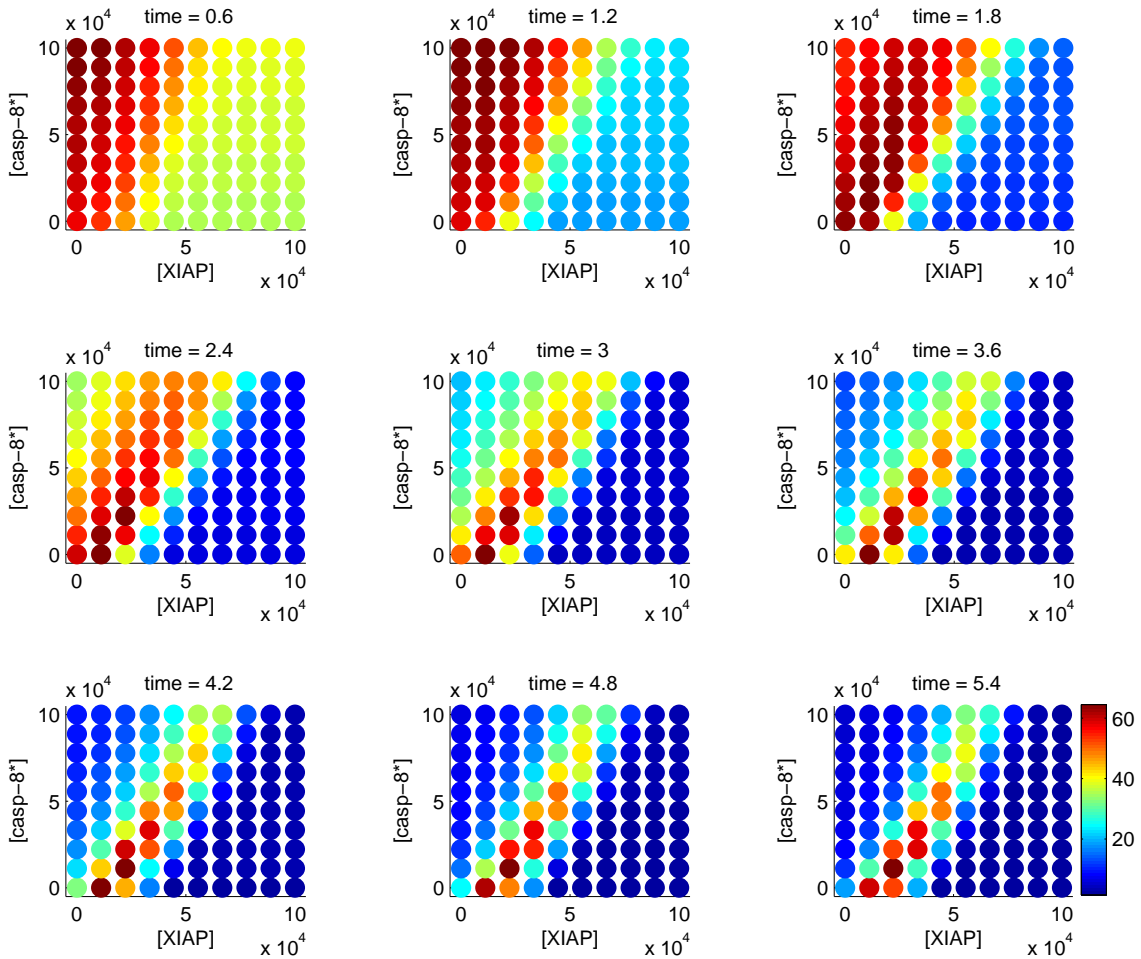 x 10^4 time = 0.6
10
5
0
[casp−8*]
0 5 10
[XIAP]
x 10^4
x 10^4 time = 1.2
10
5
0
[casp−8*]
0 5 10
[XIAP]
x 10^4
x 10^4 time = 1.8
10
5
0
[casp−8*]
0 5 10
[XIAP]
x 10^4
x 10^4 time = 2.4
10
5
0
[casp−8*]
0 5 10
[XIAP]
x 10^4
x 10^4 time = 3
10
5
0
[casp−8*]
0 5 10
[XIAP]
x 10^4
x 10^4 time = 3.6
10
5
0
[casp−8*]
0 5 10
[XIAP]
x 10^4
x 10^4 time = 4.2
10
5
0
[casp−8*]
0 5 10
[XIAP]
x 10^4
x 10^4 time = 4.8
10
5
0
[casp−8*]
0 5 10
[XIAP]
x 10^4
x 10^4 time = 5.4
10
5
0
[casp−8*]
0 5 10
[XIAP]
x 10^4
60
40
20